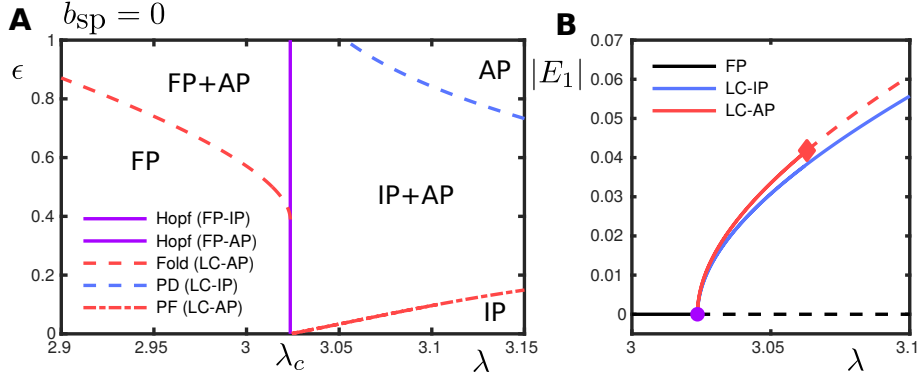 b_sp = 0
A
B
1
0.8
0.6
0.4
0.2
0
ϵ
FP+AP
AP
FP
IP+AP
IP
Hopf (FP-IP)
Hopf (FP-AP)
Fold (LC-AP)
PD (LC-IP)
PF (LC-AP)
2.9
2.95
3
3.05
3.1
3.15
λ_c
λ
|E_1|
0.07
0.06
0.05
0.04
0.03
0.02
0.01
0
FP
LC-IP
LC-AP
3
3.05
3.1
λ